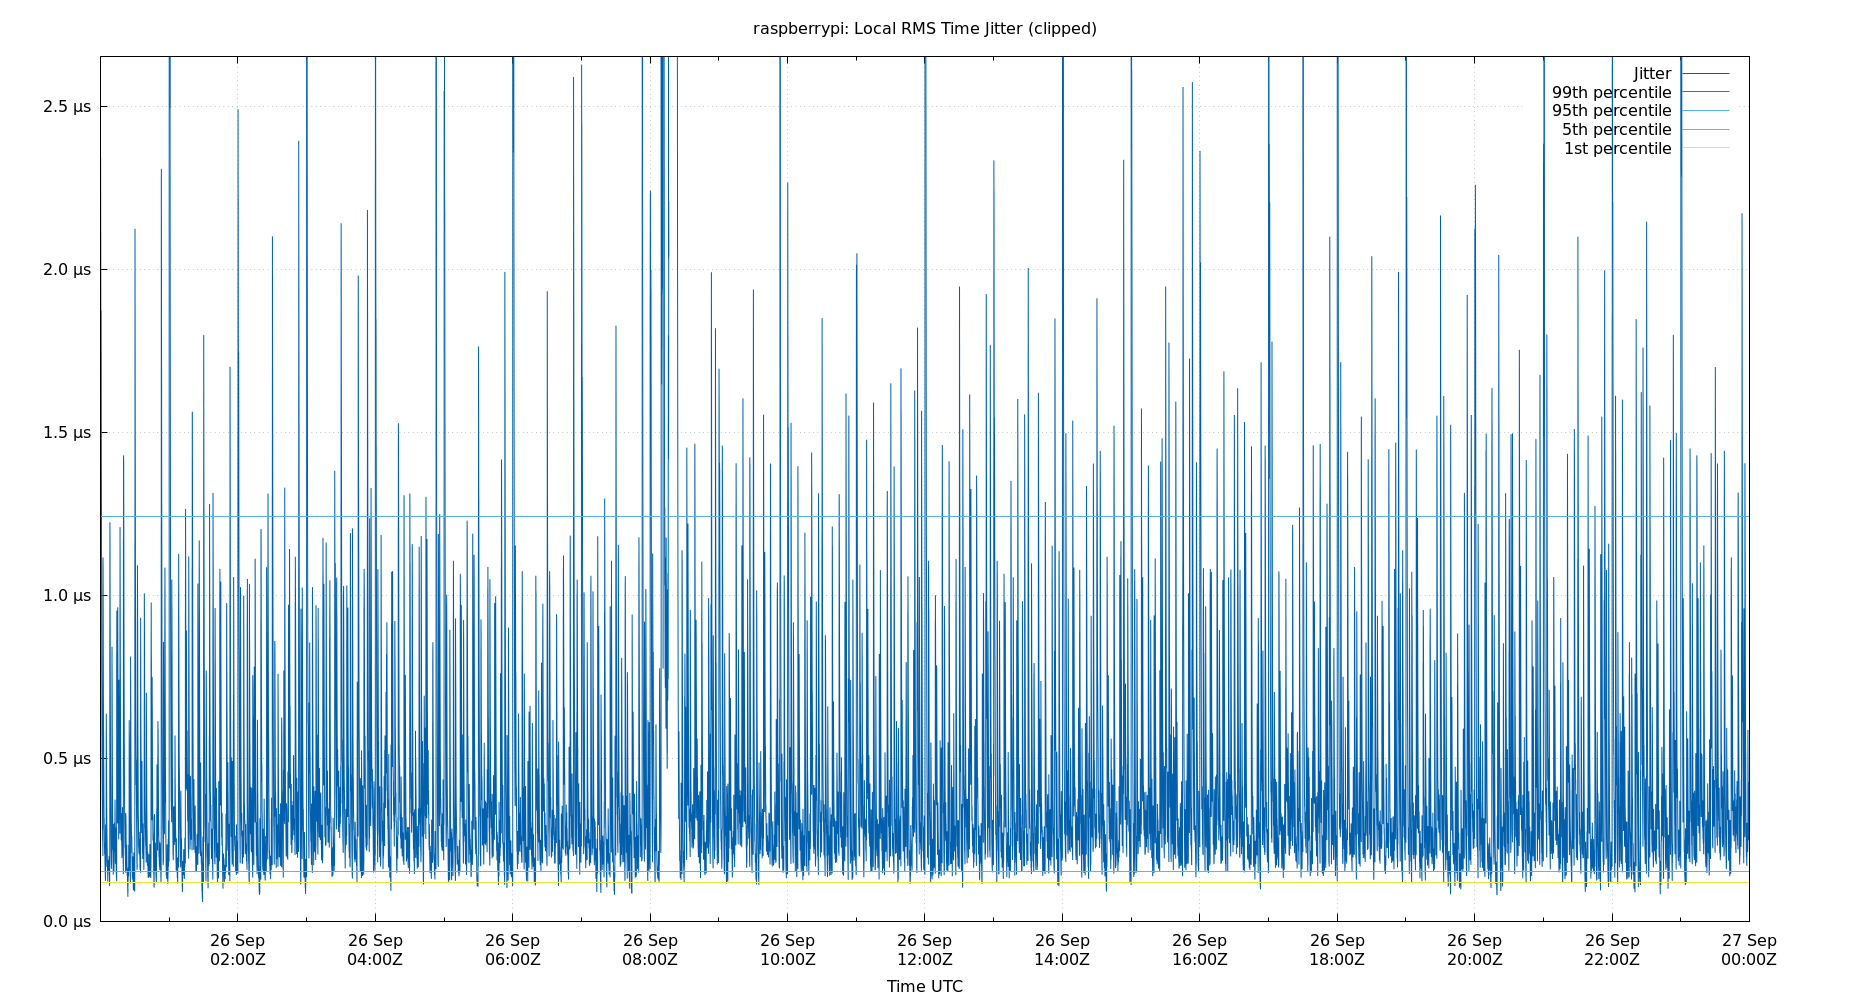 raspberrypi: Local RMS Time Jitter (clipped)
Jitter
99th percentile
95th percentile
5th percentile
1st percentile
2.5 µs
2.0 µs
1.5 µs
1.0 µs
0.5 µs
0.0 µs
26 Sep 26 Sep 26 Sep 26 Sep 26 Sep 26 Sep 26 Sep 26 Sep 26 Sep 26 Sep 26 Sep 27 Sep
02:00Z 04:00Z 06:00Z 08:00Z 10:00Z 12:00Z 14:00Z 16:00Z 18:00Z 20:00Z 22:00Z 00:00Z
Time UTC